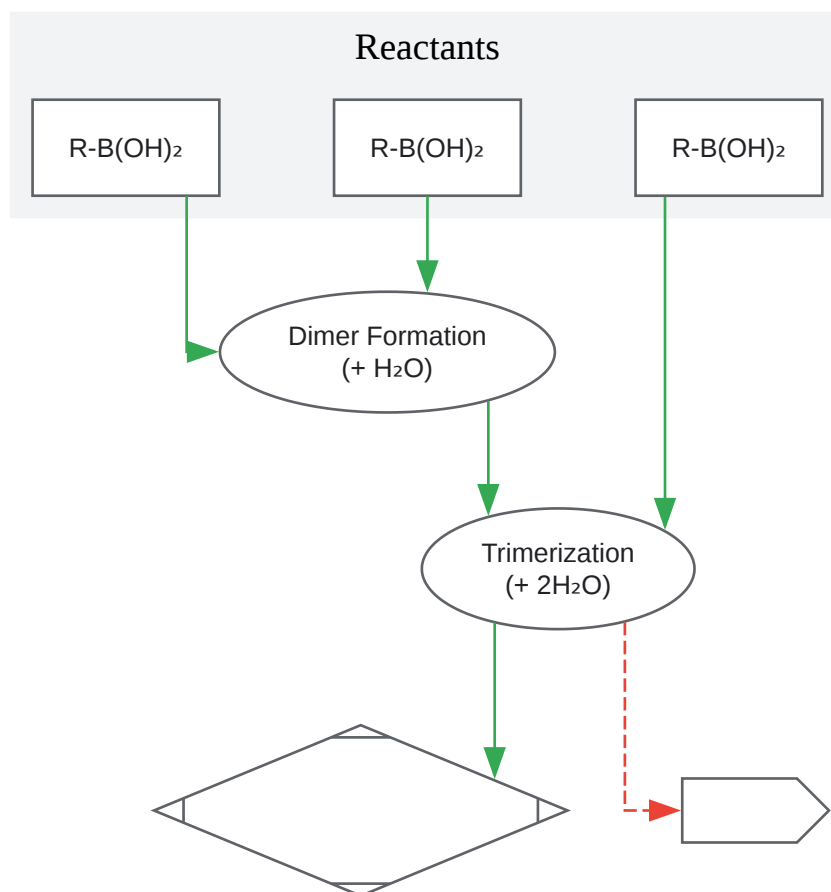 Reactants
R-B(OH)₂ R-B(OH)₂ R-B(OH)₂
Dimer Formation
(+ H₂O)
Trimerization
(+ 2H₂O)